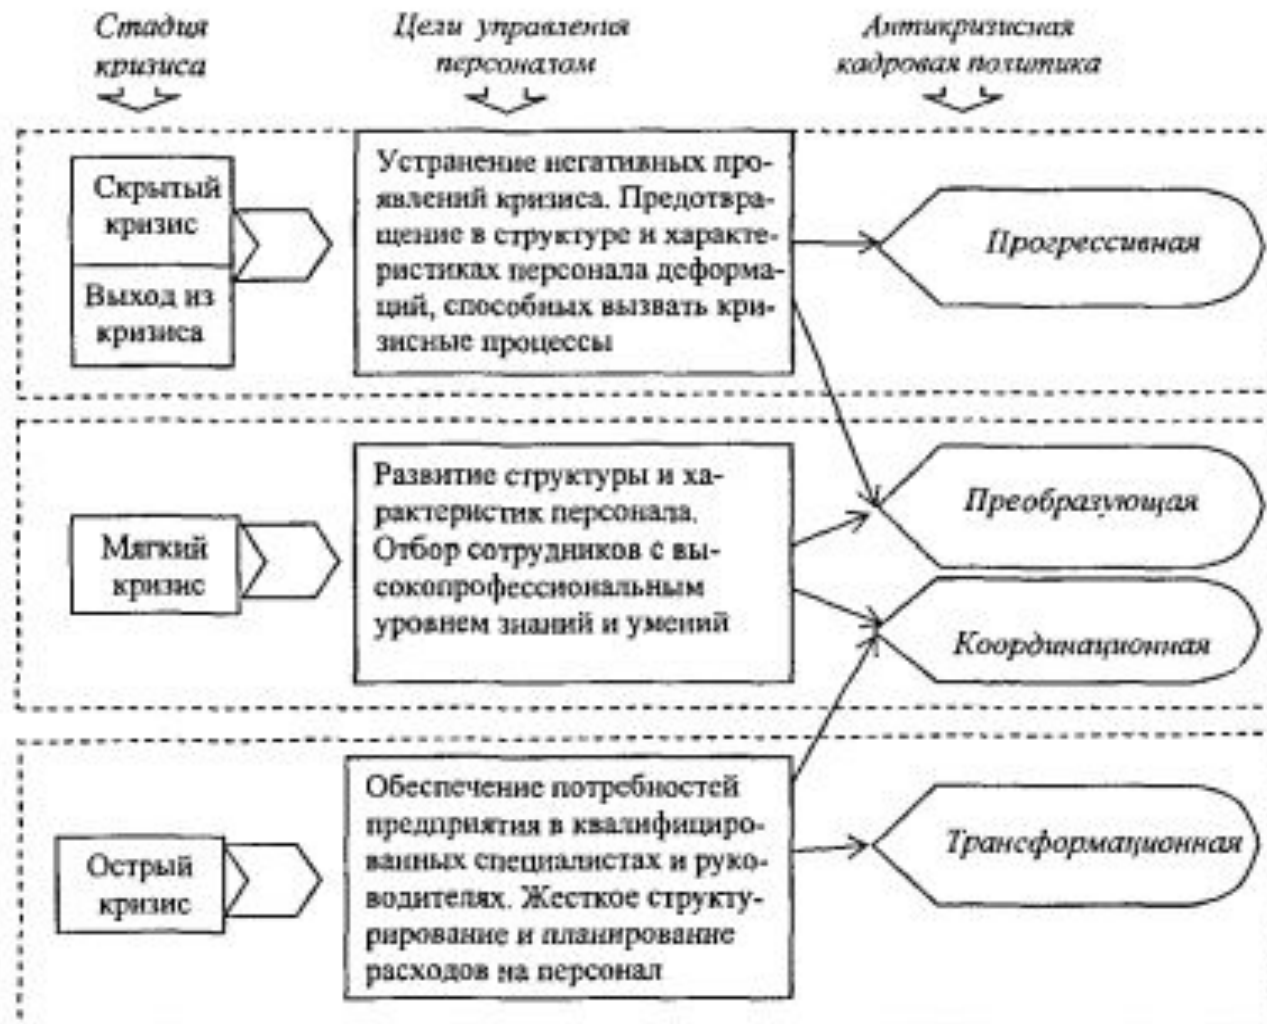 Стадия
кризиса
Цели управления
персоналом
Антикризисная
кадровая политика
Скрытый
кризис
Выход из
кризиса
Устранение негативных про-
явлений кризиса. Предотвра-
щение в структуре и характе-
ристиках персонала деформа-
ций, способных вызвать кри-
зисные процессы
Прогрессивная
Мягкий
кризис
Развитие структуры и ха-
рактеристик персонала.
Отбор сотрудников с вы-
сокопрофессиональным
уровнем знаний и умений
Преобразующая
Координационная
Острый
кризис
Обеспечение потребностей
предприятия в квалифициро-
ванных специалистах и руко-
водителях. Жесткое структу-
рирование и планирование
расходов на персонал
Трансформационная